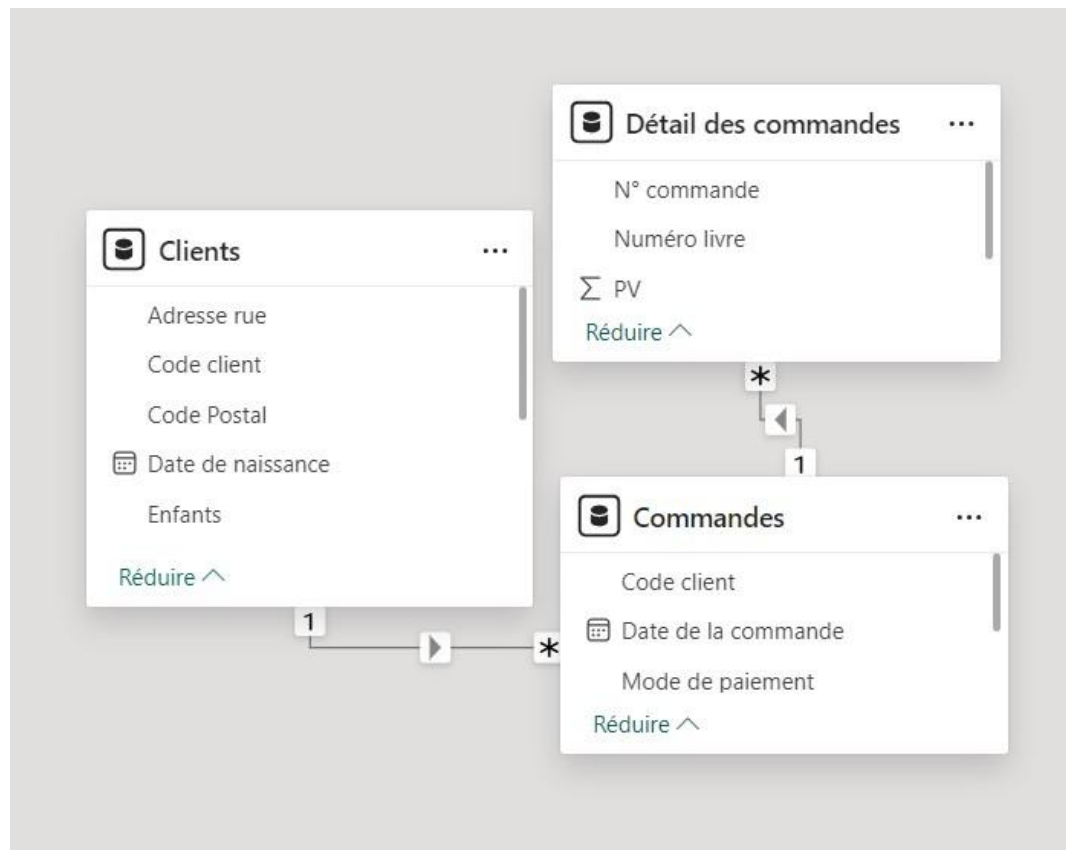 Clients
Adresse rue
Code client
Code Postal
Date de naissance
Enfants
Réduire
1
*
Détail des commandes
N° commande
Numéro livre
∑ PV
Réduire
*
1
Commandes
Code client
Date de la commande
Mode de paiement
Réduire